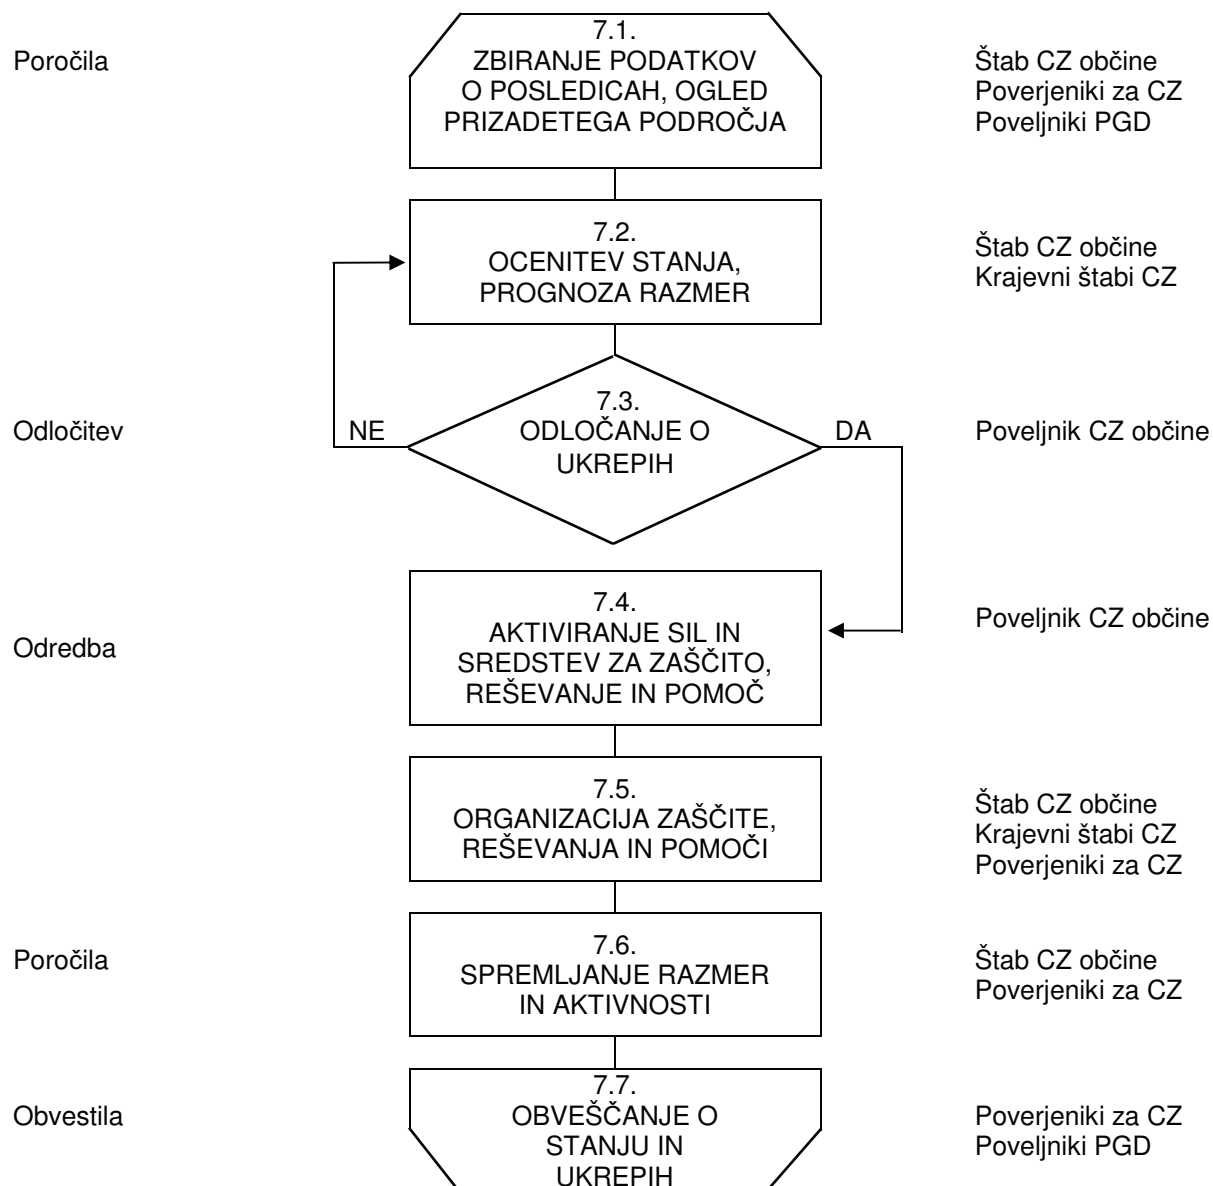 Poročila
7.1.
ZBIRANJE PODATKOV
O POSLEDICAH, OGLED
PRIZADETEGA PODROČJA
Štab CZ občine
Poverjeniki za CZ
Poveljniki PGD
7.2.
OCENITEV STANJA,
PROGNOZA RAZMER
Štab CZ občine
Krajevni štabi CZ
Odločitev
NE
7.3.
ODLOČANJE O
UKREPIH
DA
Poveljnik CZ občine
Odredba
7.4.
AKTIVIRANJE SIL IN
SREDSTEV ZA ZAŠČITO,
REŠEVANJE IN POMOČ
Poveljnik CZ občine
7.5.
ORGANIZACIJA ZAŠČITE,
REŠEVANJA IN POMOČI
Štab CZ občine
Krajevni štabi CZ
Poverjeniki za CZ
Poročila
7.6.
SPREMLJANJE RAZMER
IN AKTIVNOSTI
Štab CZ občine
Poverjeniki za CZ
Obvestila
7.7.
OBVEŠČANJE O
STANJU IN
UKREPIH
Poverjeniki za CZ
Poveljniki PGD